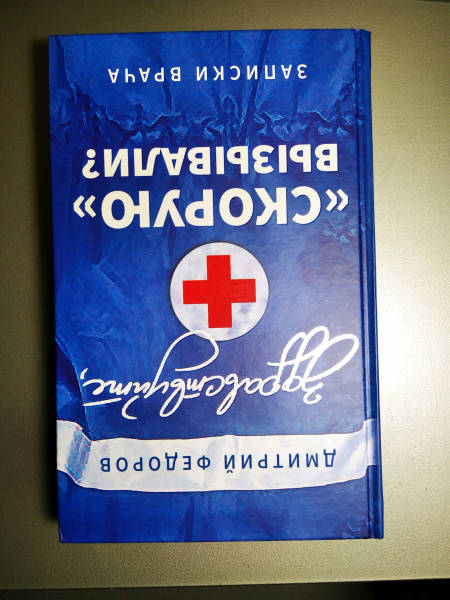 ДМИТРИЙ ФЕДОРОВ
Здравствуйте,
«СКОРУЮ»
ВЫЗЫВАЛИ?
ЗАПИСКИ ВРАЧА